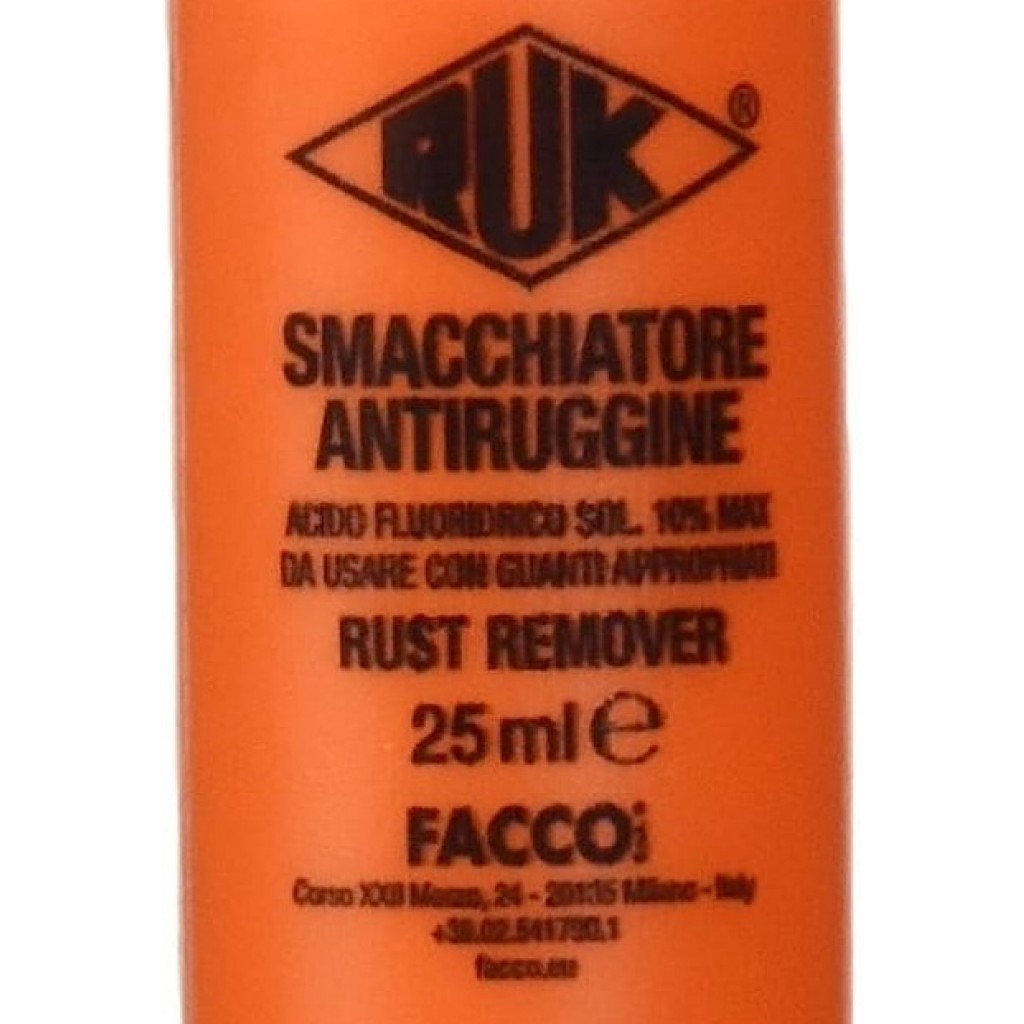 RUK®
SMACCHIATORE
ANTIRUGGINE
ACIDO FLUORIDRICO SOL. 10% MAX
DA USARE CON GUANTI APPROPRIATI
RUST REMOVER
25 ml ℮
FACCO
Corso XXII Marzo, 24 - 20135 Milano - Italy
+39.02.541790.1
facco.eu